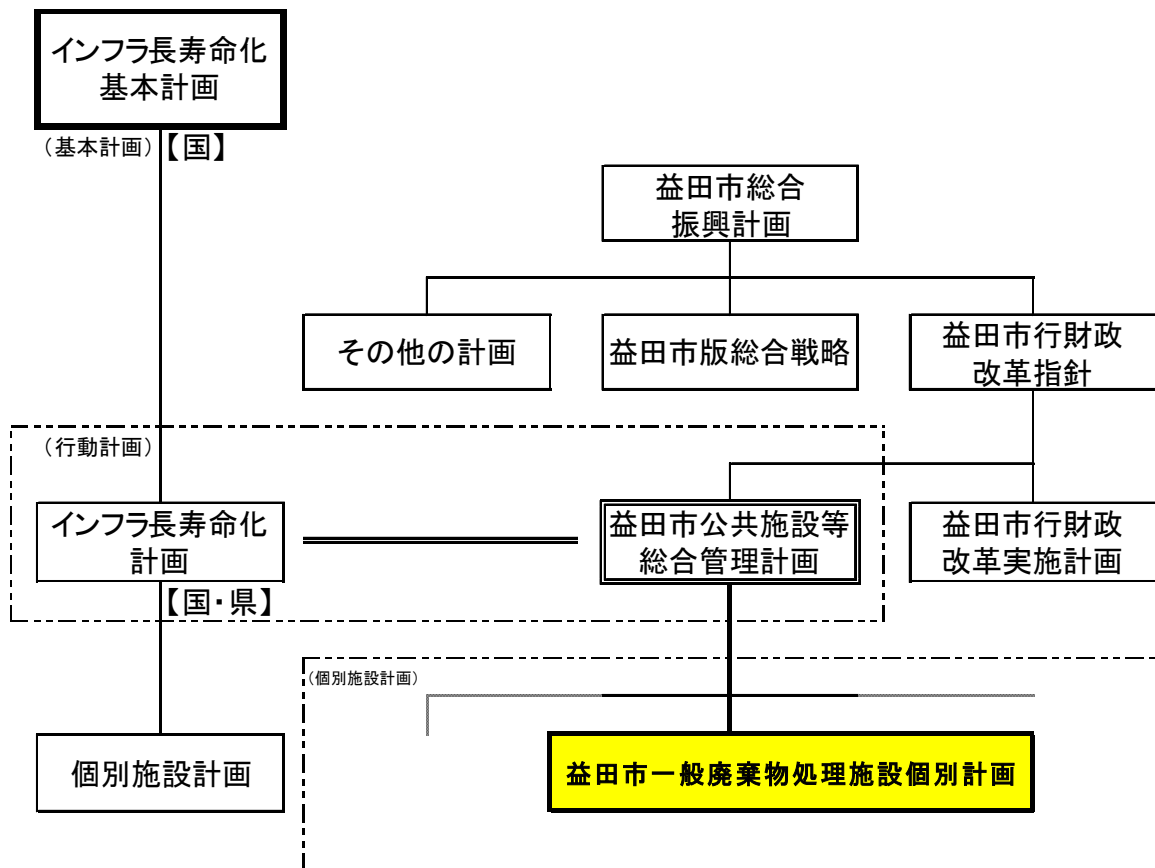 インフラ長寿命化
基本計画
（基本計画）【国】
益田市総合
振興計画
その他の計画
益田市版総合戦略
益田市行財政
改革指針
（行動計画）
インフラ長寿命化
計画
【国・県】
益田市公共施設等
総合管理計画
益田市行財政
改革実施計画
（個別施設計画）
個別施設計画
益田市一般廃棄物処理施設個別計画